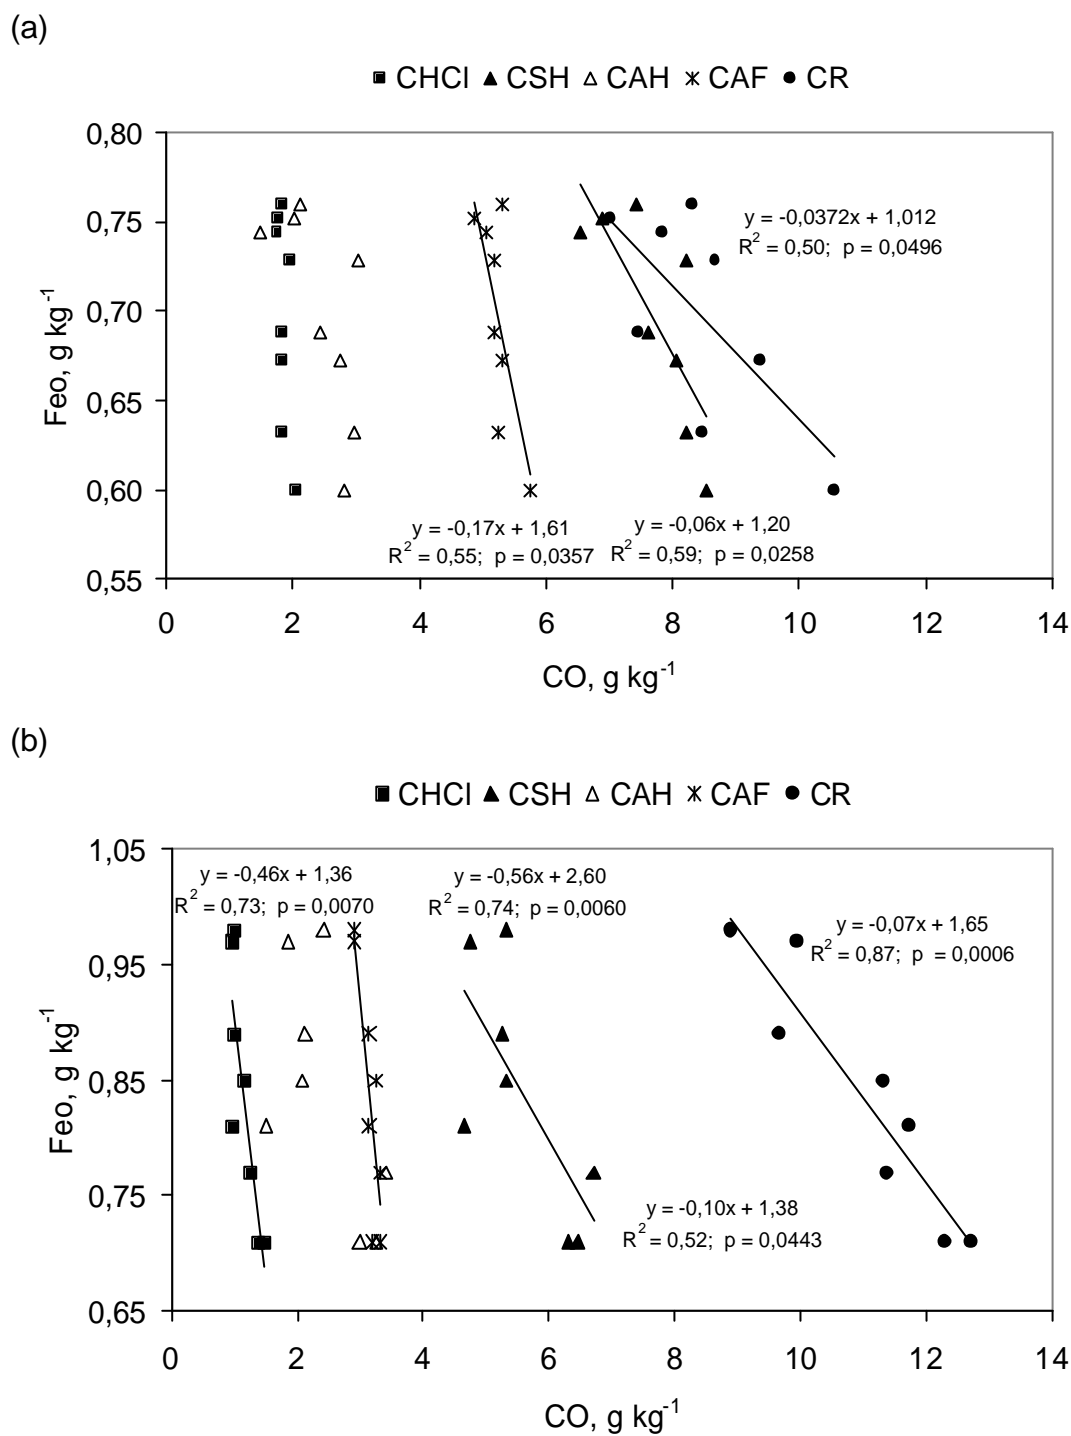 (a)
CHCl CSH CAH CAF CR
0,80
0,75
0,70
0,65
0,60
0,55
Feo, g kg-1
y = -0,0372x + 1,012
R2 = 0,50; p = 0,0496
y = -0,17x + 1,61
R2 = 0,55; p = 0,0357
y = -0,06x + 1,20
R2 = 0,59; p = 0,0258
0 2 4 6 8 10 12 14
CO, g kg-1
(b)
CHCl CSH CAH CAF CR
1,05
0,95
0,85
0,75
0,65
Feo, g kg-1
y = -0,46x + 1,36
R2 = 0,73; p = 0,0070
y = -0,56x + 2,60
R2 = 0,74; p = 0,0060
y = -0,07x + 1,65
R2 = 0,87; p = 0,0006
y = -0,10x + 1,38
R2 = 0,52; p = 0,0443
0 2 4 6 8 10 12 14
CO, g kg-1